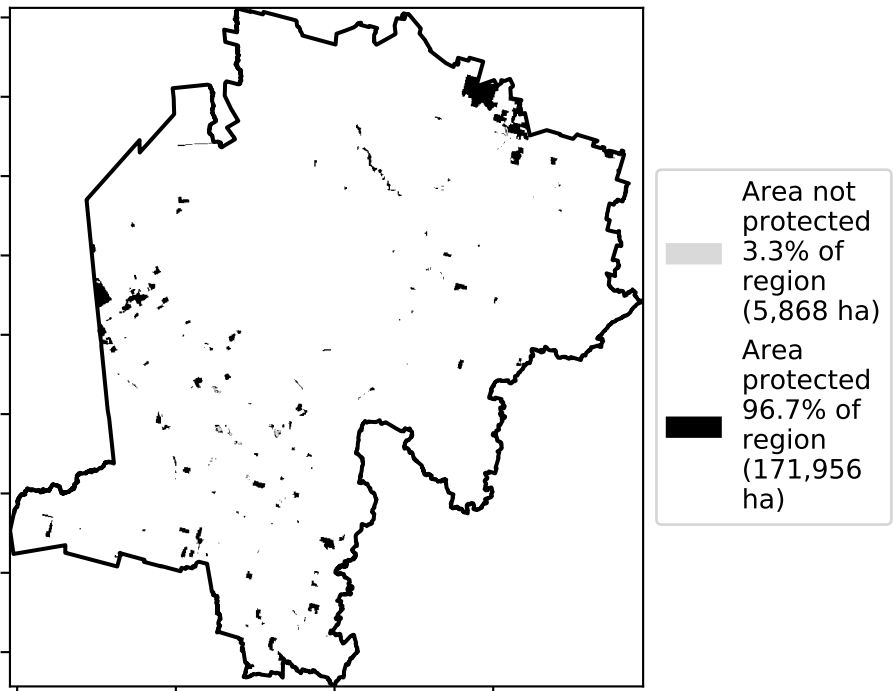 Area not
protected
3.3% of
region
(5,868 ha)
Area
protected
96.7% of
region
(171,956
ha)